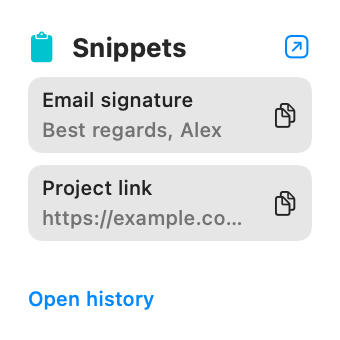 Snippets
Email signature
Best regards, Alex
Project link
https://example.co...
Open history